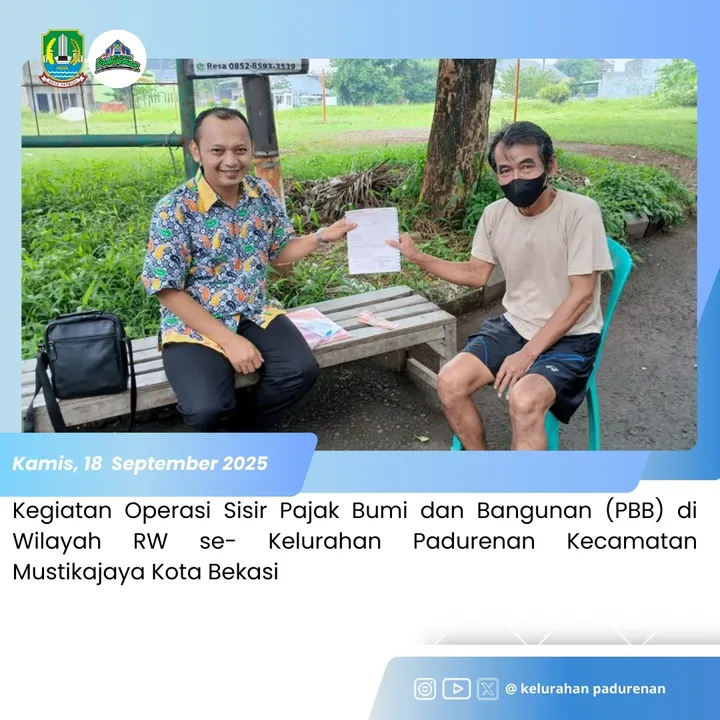 Resa 0852-8593-3539
Kamis, 18 September 2025
Kegiatan Operasi Sisir Pajak Bumi dan Bangunan (PBB) di
Wilayah RW se- Kelurahan Padurenan Kecamatan
Mustikajaya Kota Bekasi
@ kelurahan padurenan